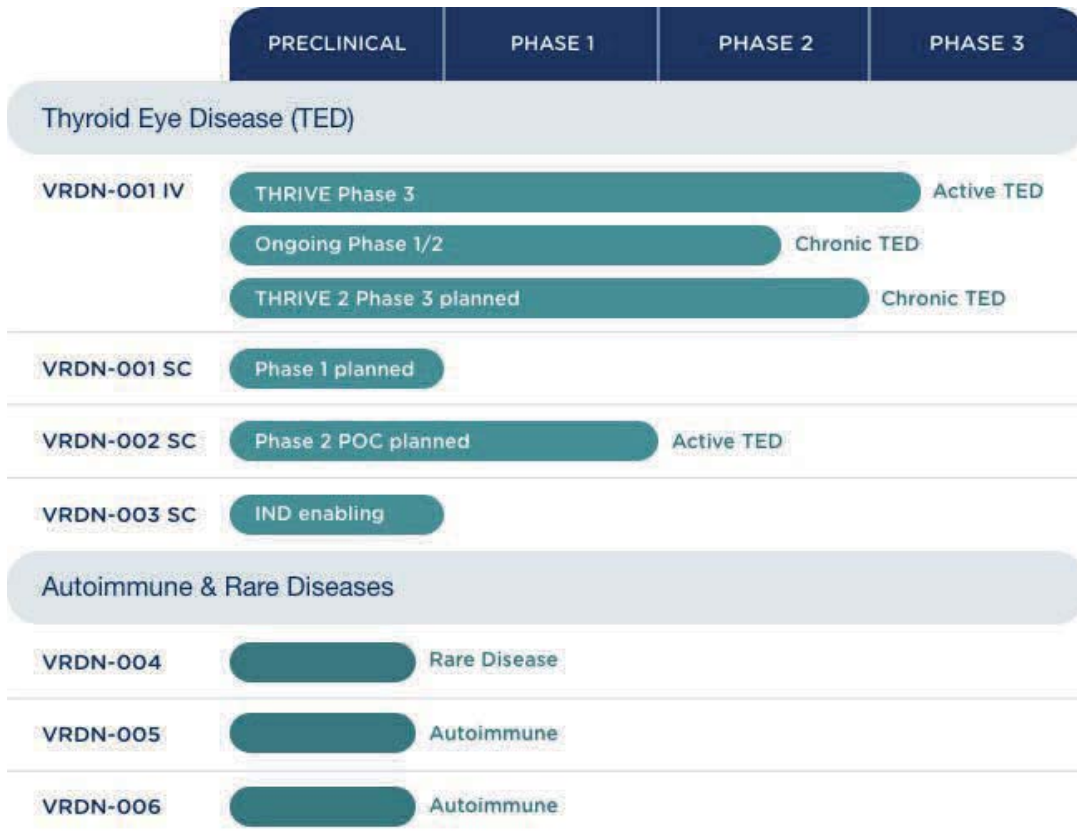 PRECLINICAL PHASE 1 PHASE 2 PHASE 3
Thyroid Eye Disease (TED)
VRDN-001 IV THRIVE Phase 3 Active TED
Ongoing Phase 1/2 Chronic TED
THRIVE 2 Phase 3 planned Chronic TED
VRDN-001 SC Phase 1 planned
VRDN-002 SC Phase 2 POC planned Active TED
VRDN-003 SC IND enabling
Autoimmune & Rare Diseases
VRDN-004 Rare Disease
VRDN-005 Autoimmune
VRDN-006 Autoimmune